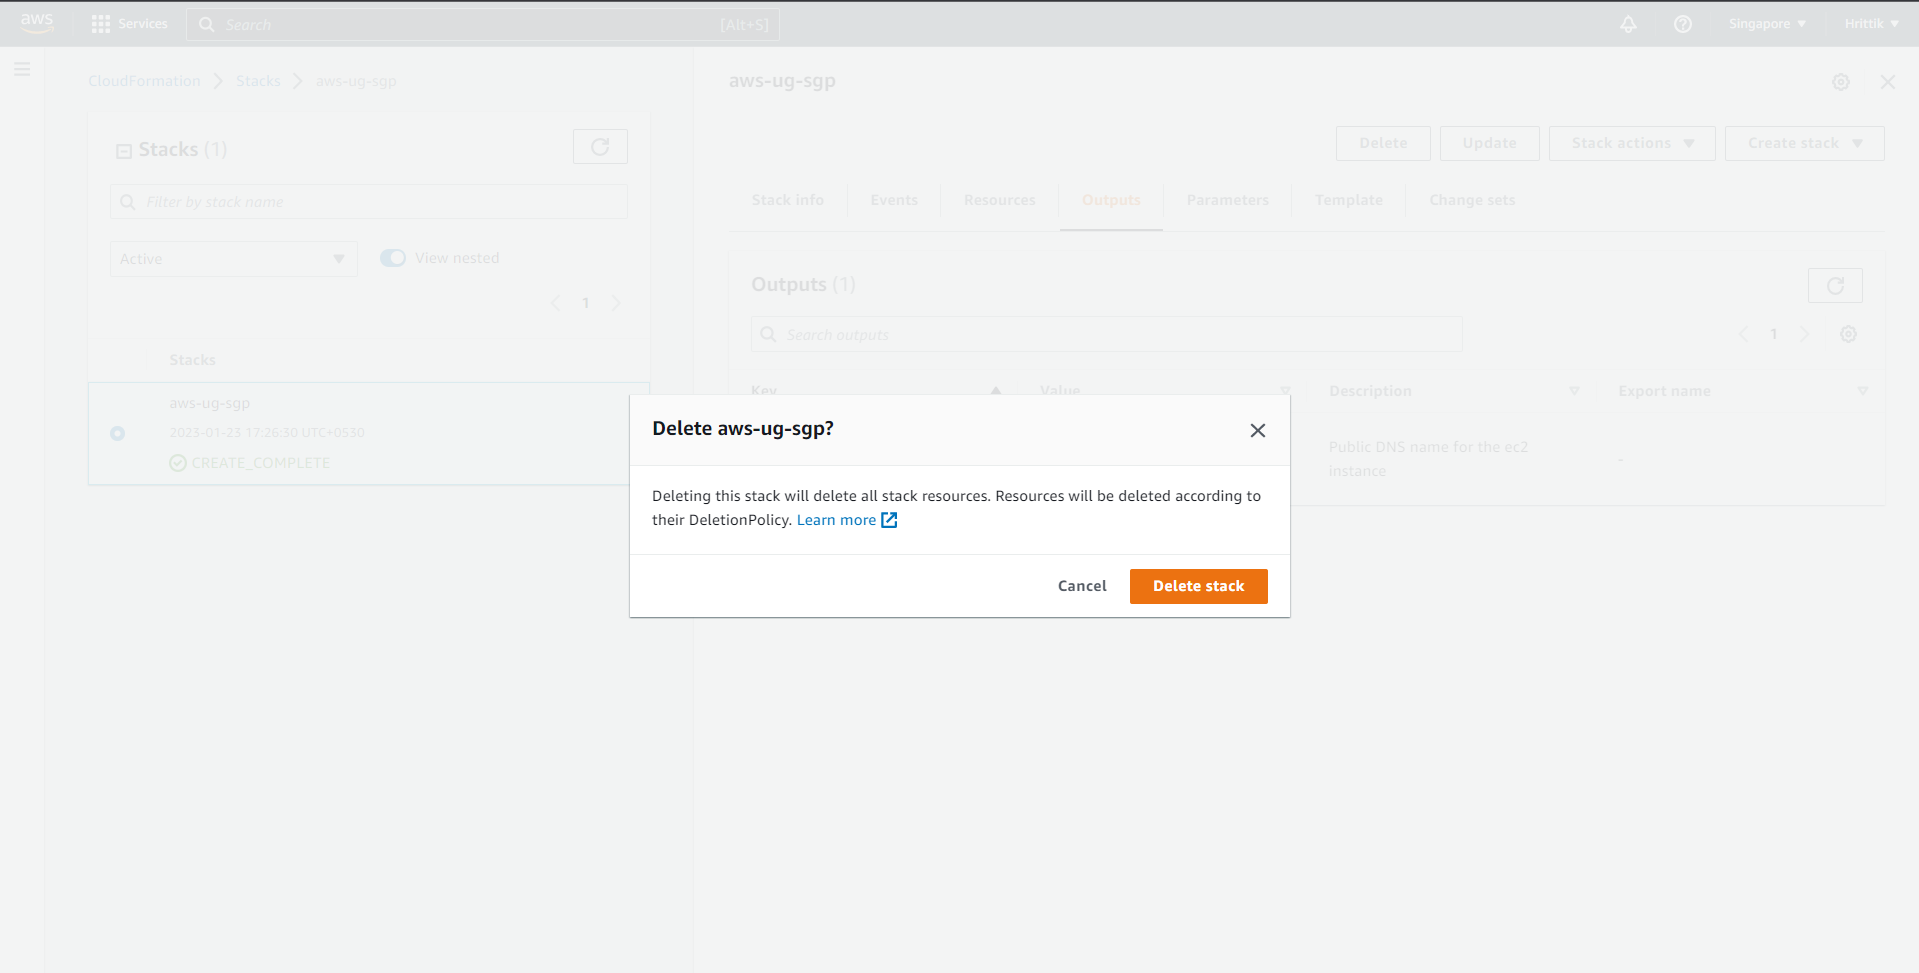 aws
Services
Search
[Alt+S]
Singapore
Hrittik
CloudFormation
Stacks
aws-ug-sgp
Stacks (1)
Filter by stack name
Active
View nested
1
Stacks
aws-ug-sgp
2023-01-23 17:26:30 UTC+0530
CREATE_COMPLETE
aws-ug-sgp
Delete
Update
Stack actions
Create stack
Stack info
Events
Resources
Outputs
Parameters
Template
Change sets
Outputs (1)
Search outputs
1
Key
Value
Description
Export name
Public DNS name for the ec2
instance
-
Delete aws-ug-sgp?
Deleting this stack will delete all stack resources. Resources will be deleted according to
their DeletionPolicy. Learn more
Cancel
Delete stack